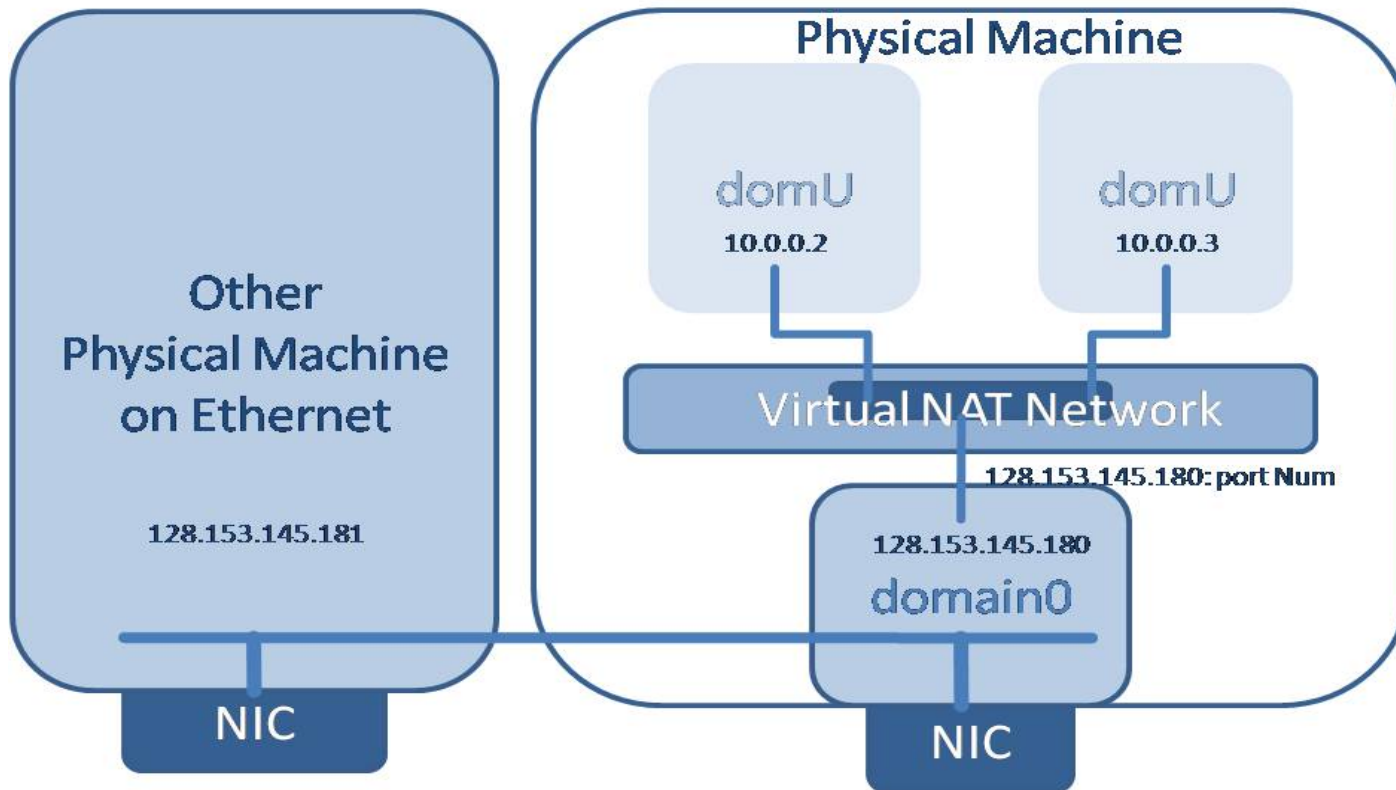 Other
Physical Machine
on Ethernet
128.153.145.181
NIC
Physical Machine
domU
10.0.0.2
domU
10.0.0.3
Virtual NAT Network
128.153.145.180: port Num
128.153.145.180
domain0
NIC